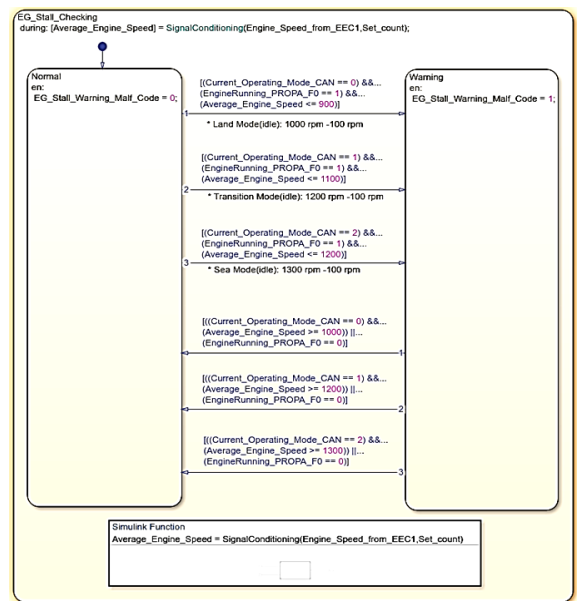 EG_Stall_Checking
during: [Average_Engine_Speed] = SignalConditioning(Engine_Speed_from_EEC1,Set_count);
Normal
en:
EG_Stall_Warning_Malf_Code = 0;
Warning
en:
EG_Stall_Warning_Malf_Code = 1;
[(Current_Operating_Mode_CAN == 0) &&...
(EngineRunning_PROPA_F0 == 1) &&...
(Average_Engine_Speed <= 900)]
1
* Land Mode(idle): 1000 rpm -100 rpm
[(Current_Operating_Mode_CAN == 1) &&...
(EngineRunning_PROPA_F0 == 1) &&...
(Average_Engine_Speed <= 1100)]
2
* Transition Mode(idle): 1200 rpm -100 rpm
[(Current_Operating_Mode_CAN == 2) &&...
(EngineRunning_PROPA_F0 == 1) &&...
(Average_Engine_Speed <= 1200)]
3
* Sea Mode(idle): 1300 rpm -100 rpm
[((Current_Operating_Mode_CAN == 0) &&...
(Average_Engine_Speed >= 1000)) ||...
(EngineRunning_PROPA_F0 == 0)]
1
[((Current_Operating_Mode_CAN == 1) &&...
(Average_Engine_Speed >= 1200)) ||...
(EngineRunning_PROPA_F0 == 0)]
2
[((Current_Operating_Mode_CAN == 2) &&...
(Average_Engine_Speed >= 1300)) ||...
(EngineRunning_PROPA_F0 == 0)]
3
Simulink Function
Average_Engine_Speed = SignalConditioning(Engine_Speed_from_EEC1,Set_count)